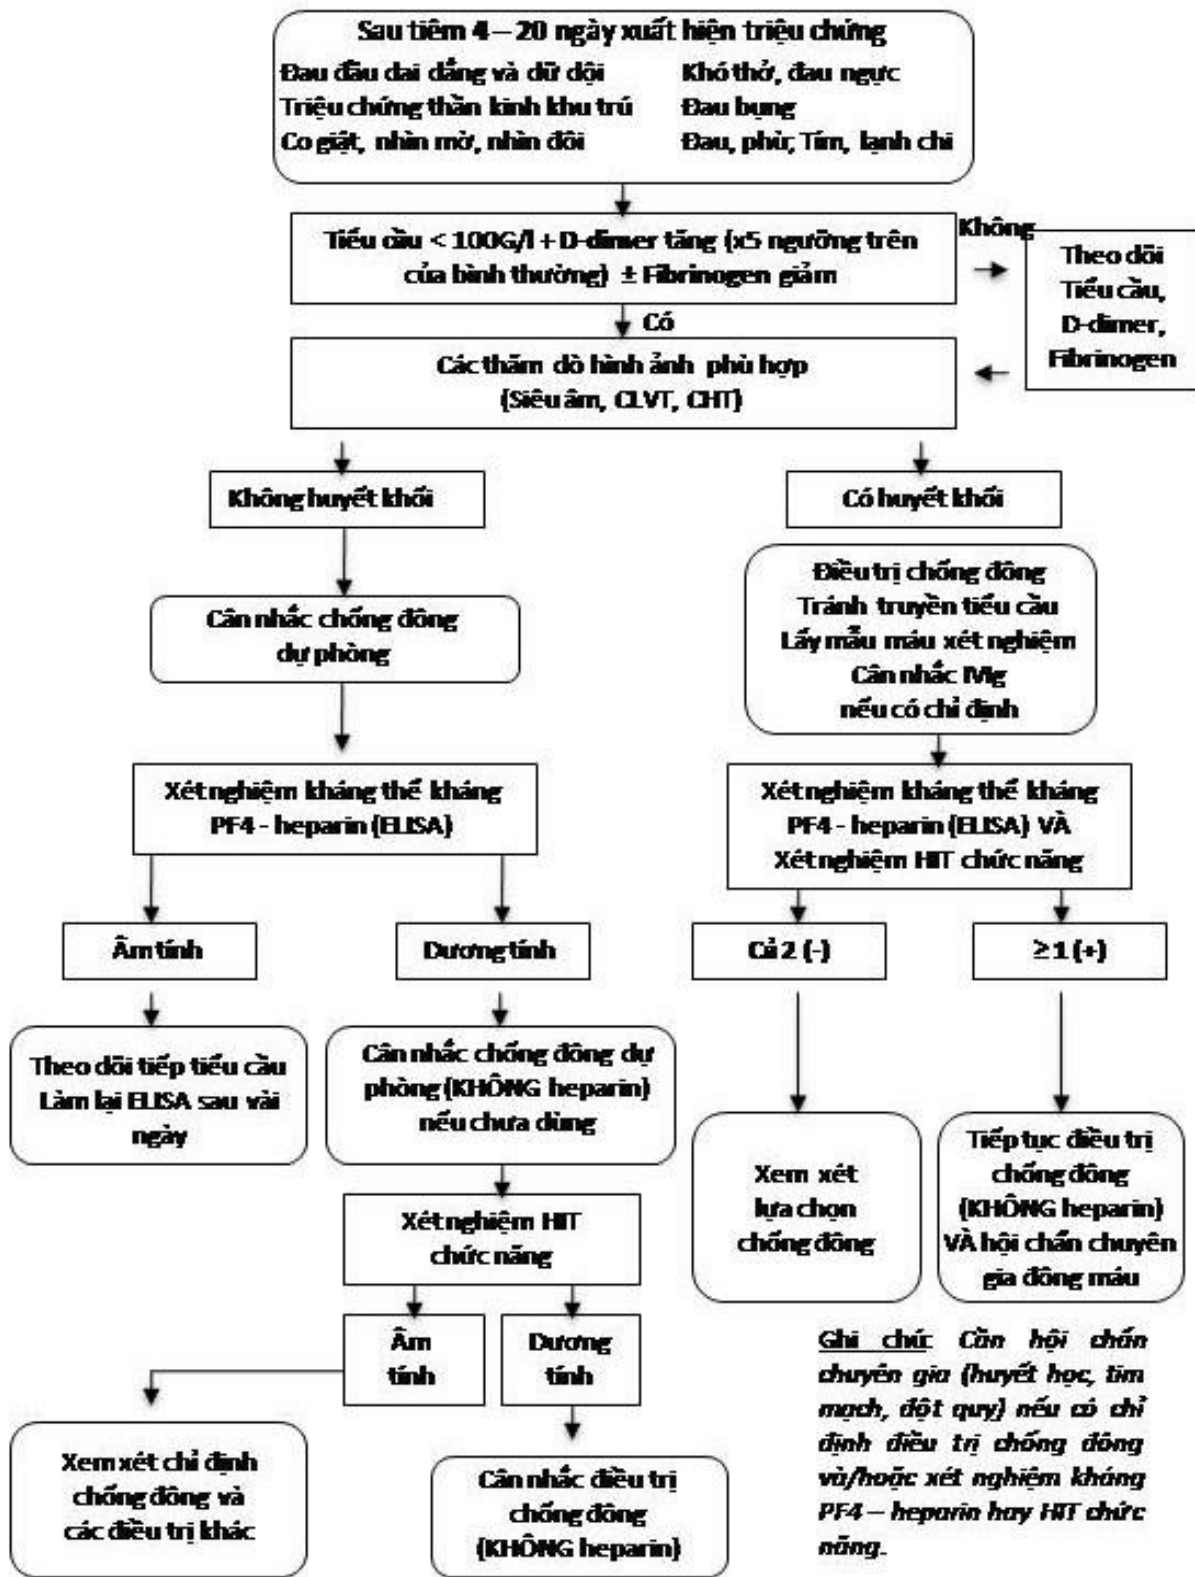 Sau tiêm 4 – 20 ngày xuất hiện triệu chứng
Đau đầu dai dẳng và dữ dội
Triệu chứng thần kinh khu trú
Co giật, nhìn mờ, nhìn đôi
Khó thở, đau ngực
Đau bụng
Đau, phù, Tím, lạnh chi
Tiểu cầu < 100G/l + D-dimer tăng (x5 ngưỡng trên
của bình thường) ± Fibrinogen giảm
Không
Theo dõi
Tiểu cầu,
D-dimer,
Fibrinogen
Có
Các thăm dò hình ảnh phù hợp
(Siêu âm, CLVT, CHT)
Không huyết khối
Có huyết khối
Cân nhắc chống đông
dự phòng
Điều trị chống đông
Tránh truyền tiểu cầu
Lấy mẫu máu xét nghiệm
Cân nhắc IVIg
nếu có chỉ định
Xét nghiệm kháng thể kháng
PF4 - heparin (ELISA)
Xét nghiệm kháng thể kháng
PF4 - heparin (ELISA) VÀ
Xét nghiệm HIT chức năng
Âm tính
Dương tính
Cả 2 (-)
≥ 1 (+)
Theo dõi tiếp tiểu cầu
Làm lại ELISA sau vài
ngày
Cân nhắc chống đông dự
phòng (KHÔNG heparin)
nếu chưa dùng
Xem xét
lựa chọn
chống đông
Tiếp tục điều trị
chống đông
(KHÔNG heparin)
VÀ hội chẩn chuyên
gia đông máu
Xét nghiệm HIT
chức năng
Âm
tính
Dương
tính
Xem xét chỉ định
chống đông và
các điều trị khác
Cân nhắc điều trị
chống đông
(KHÔNG heparin)
Ghi chú: Cần hội chẩn
chuyên gia (huyết học, tim
mạch, đột quỵ) nếu có chỉ
định điều trị chống đông
và/hoặc xét nghiệm kháng
PF4 – heparin hay HIT chức
năng.